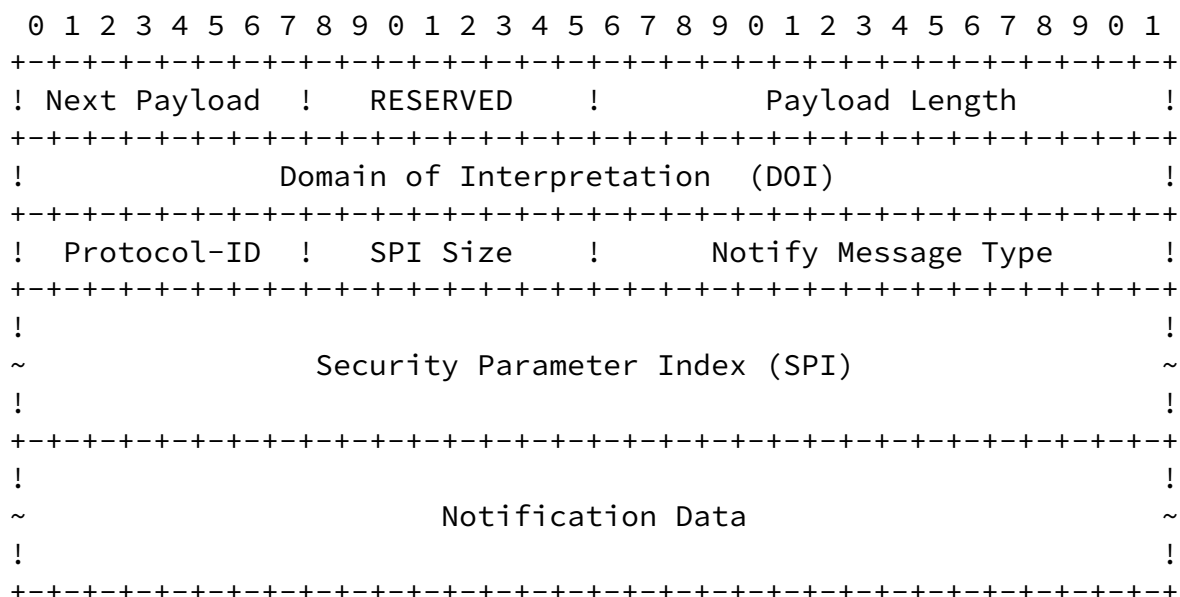 0 1 2 3 4 5 6 7 8 9 0 1 2 3 4 5 6 7 8 9 0 1 2 3 4 5 6 7 8 9 0 1
+-+-+-+-+-+-+-+-+-+-+-+-+-+-+-+-+-+-+-+-+-+-+-+-+-+-+-+-+-+-+-+-+
! Next Payload  !   RESERVED    !         Payload Length        !
+-+-+-+-+-+-+-+-+-+-+-+-+-+-+-+-+-+-+-+-+-+-+-+-+-+-+-+-+-+-+-+-+
!              Domain of Interpretation  (DOI)                  !
+-+-+-+-+-+-+-+-+-+-+-+-+-+-+-+-+-+-+-+-+-+-+-+-+-+-+-+-+-+-+-+-+
!  Protocol-ID  !   SPI Size    !      Notify Message Type      !
+-+-+-+-+-+-+-+-+-+-+-+-+-+-+-+-+-+-+-+-+-+-+-+-+-+-+-+-+-+-+-+-+
!                                                               !
~                Security Parameter Index (SPI)                 ~
!                                                               !
+-+-+-+-+-+-+-+-+-+-+-+-+-+-+-+-+-+-+-+-+-+-+-+-+-+-+-+-+-+-+-+-+
!                                                               !
~                       Notification Data                       ~
!                                                               !
+-+-+-+-+-+-+-+-+-+-+-+-+-+-+-+-+-+-+-+-+-+-+-+-+-+-+-+-+-+-+-+-+